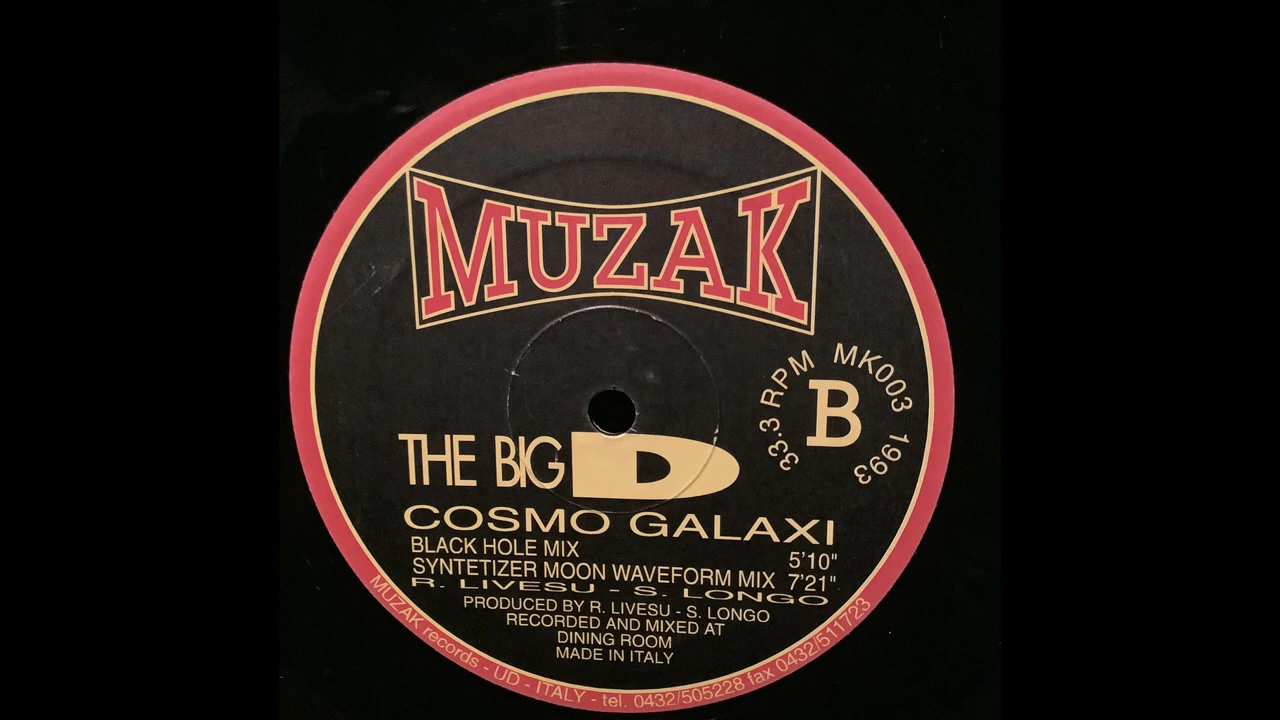 MUZAK
33.3 RPM MK003 1993
B
THE BIG D
COSMO GALAXI
BLACK HOLE MIX 5'10"
SYNTETIZER MOON WAVEFORM MIX 7'21"
R. LIVESU - S. LONGO
PRODUCED BY R. LIVESU - S. LONGO
RECORDED AND MIXED AT
DINING ROOM
MADE IN ITALY
MUZAK records - UD - ITALY - tel. 0432/505228 fax 0432/511723